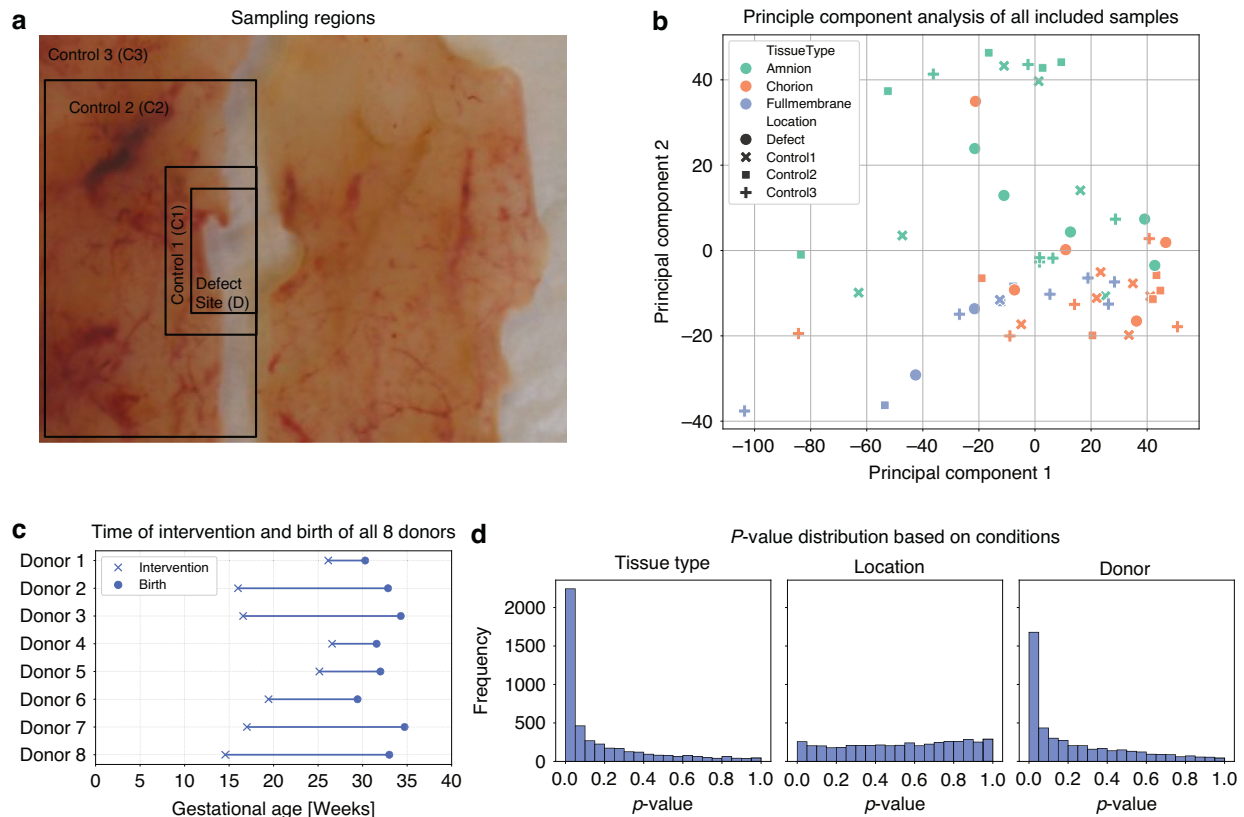 a
Sampling regions
Control 3 (C3)
Control 2 (C2)
Control 1 (C1)
Defect
Site (D)
b
Principle component analysis of all included samples
TissueType
Amnion
Chorion
Fullmembrane
Location
Defect
Control1
Control2
Control3
Principal component 2
40
20
0
−20
−40
−100
−80
−60
−40
−20
0
20
40
Principal component 1
c
Time of intervention and birth of all 8 donors
Intervention
Birth
Donor 1
Donor 2
Donor 3
Donor 4
Donor 5
Donor 6
Donor 7
Donor 8
0
5
10
15
20
25
30
35
40
Gestational age [Weeks]
d
P-value distribution based on conditions
Tissue type
Location
Donor
Frequency
2000
1500
1000
500
0
0.0 0.2 0.4 0.6 0.8 1.0
0.0 0.2 0.4 0.6 0.8 1.0
0.0 0.2 0.4 0.6 0.8 1.0
p-value
p-value
p-value